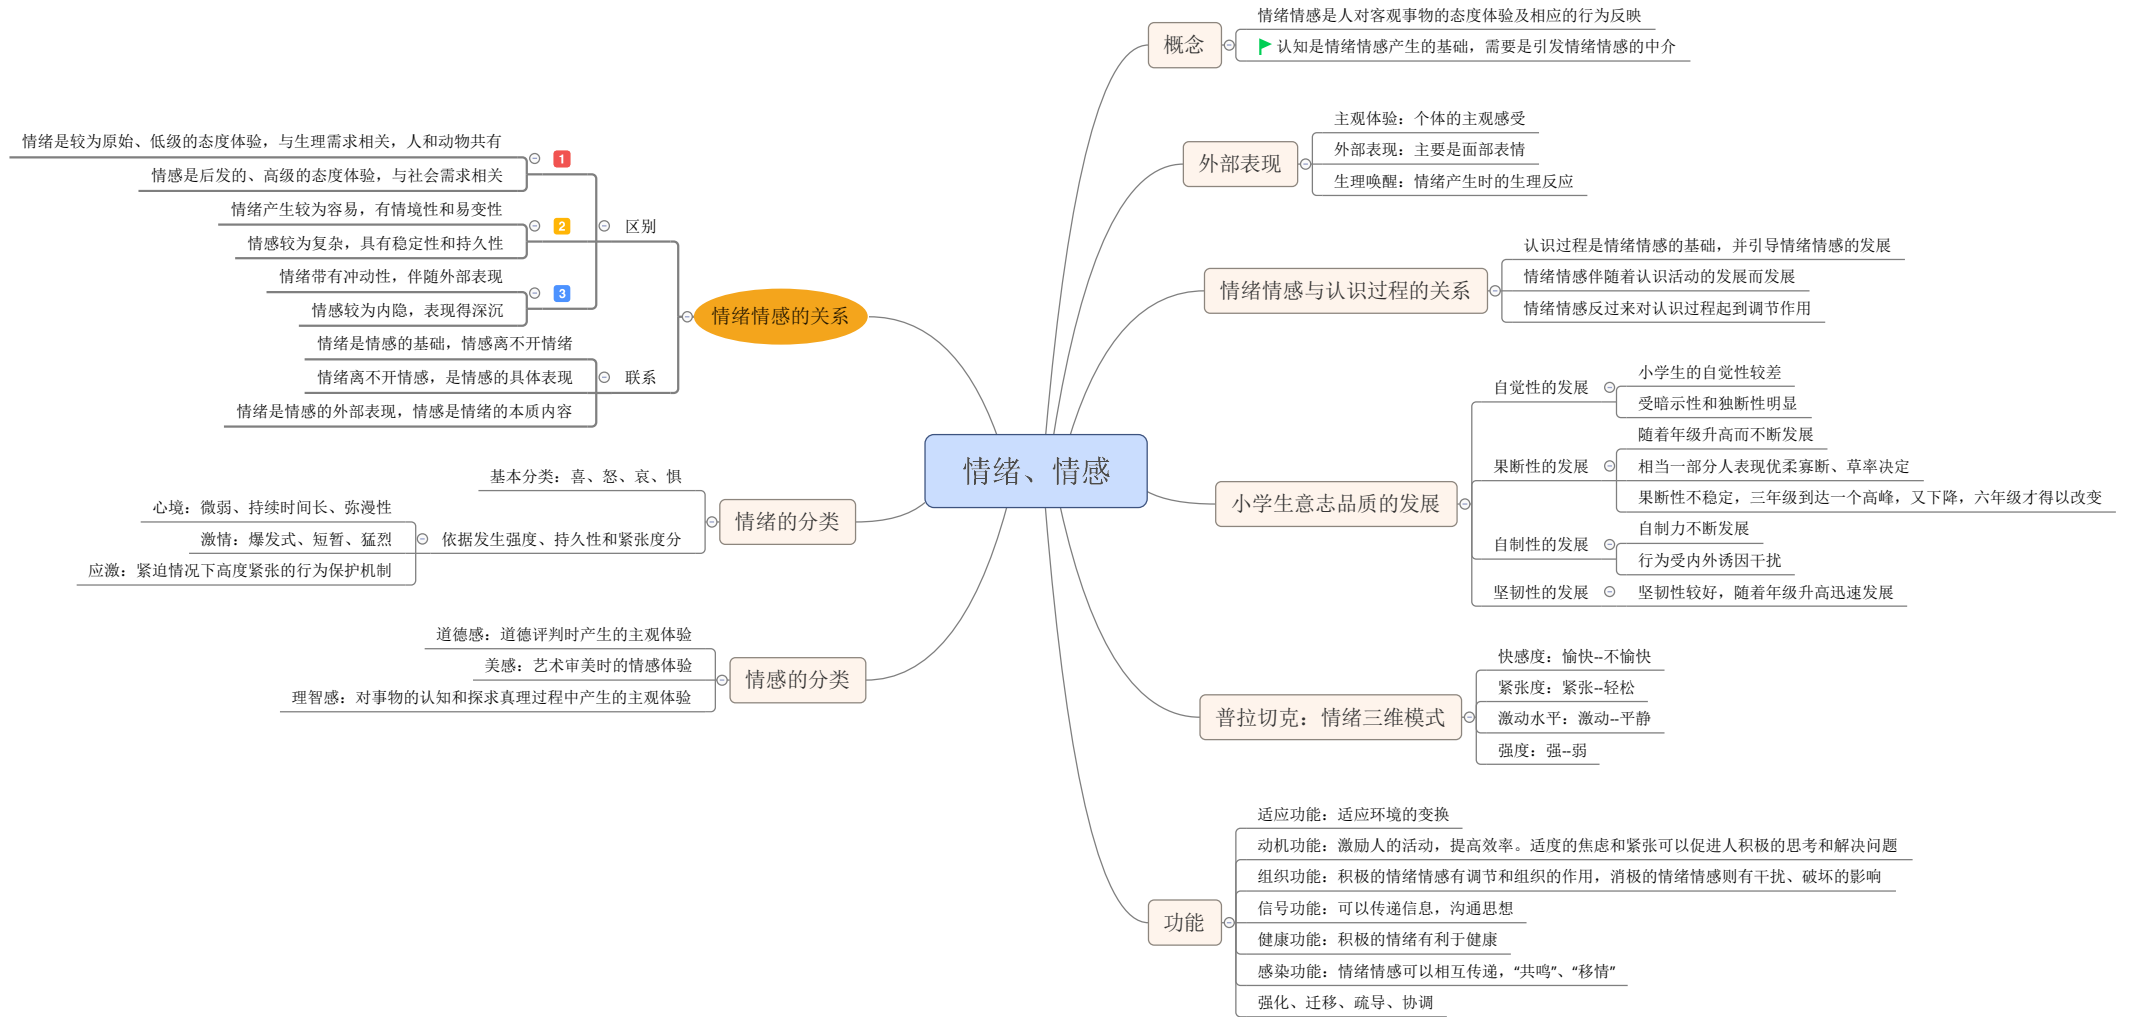 情绪、情感
概念
情绪情感是人对客观事物的态度体验及相应的行为反映
认知是情绪情感产生的基础，需要是引发情绪情感的中介
外部表现
主观体验：个体的主观感受
外部表现：主要是面部表情
生理唤醒：情绪产生时的生理反应
情绪情感与认识过程的关系
认识过程是情绪情感的基础，并引导情绪情感的发展
情绪情感伴随着认识活动的发展而发展
情绪情感反过来对认识过程起到调节作用
小学生意志品质的发展
自觉性的发展
小学生的自觉性较差
受暗示性和独断性明显
果断性的发展
随着年级升高而不断发展
相当一部分人表现优柔寡断、草率决定
果断性不稳定，三年级到达一个高峰，又下降，六年级才得以改变
自制性的发展
自制力不断发展
行为受内外诱因干扰
坚韧性的发展
坚韧性较好，随着年级升高迅速发展
普拉切克：情绪三维模式
快感度：愉快--不愉快
紧张度：紧张--轻松
激动水平：激动--平静
强度：强--弱
功能
适应功能：适应环境的变换
动机功能：激励人的活动，提高效率。适度的焦虑和紧张可以促进人积极的思考和解决问题
组织功能：积极的情绪情感有调节和组织的作用，消极的情绪情感则有干扰、破坏的影响
信号功能：可以传递信息，沟通思想
健康功能：积极的情绪有利于健康
感染功能：情绪情感可以相互传递，“共鸣”、“移情”
强化、迁移、疏导、协调
情绪情感的关系
区别
1
情绪是较为原始、低级的态度体验，与生理需求相关，人和动物共有
情感是后发的、高级的态度体验，与社会需求相关
2
情绪产生较为容易，有情境性和易变性
情感较为复杂，具有稳定性和持久性
3
情绪带有冲动性，伴随外部表现
情感较为内隐，表现得深沉
联系
情绪是情感的基础，情感离不开情绪
情绪离不开情感，是情感的具体表现
情绪是情感的外部表现，情感是情绪的本质内容
情绪的分类
基本分类：喜、怒、哀、惧
依据发生强度、持久性和紧张度分
心境：微弱、持续时间长、弥漫性
激情：爆发式、短暂、猛烈
应激：紧迫情况下高度紧张的行为保护机制
情感的分类
道德感：道德评判时产生的主观体验
美感：艺术审美时的情感体验
理智感：对事物的认知和探求真理过程中产生的主观体验